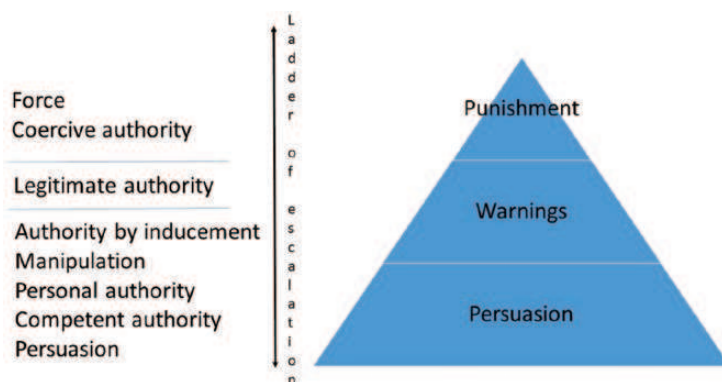 Force
Coercive authority
Legitimate authority
Authority by inducement
Manipulation
Personal authority
Competent authority
Persuasion
Ladder of escalation
Punishment
Warnings
Persuasion